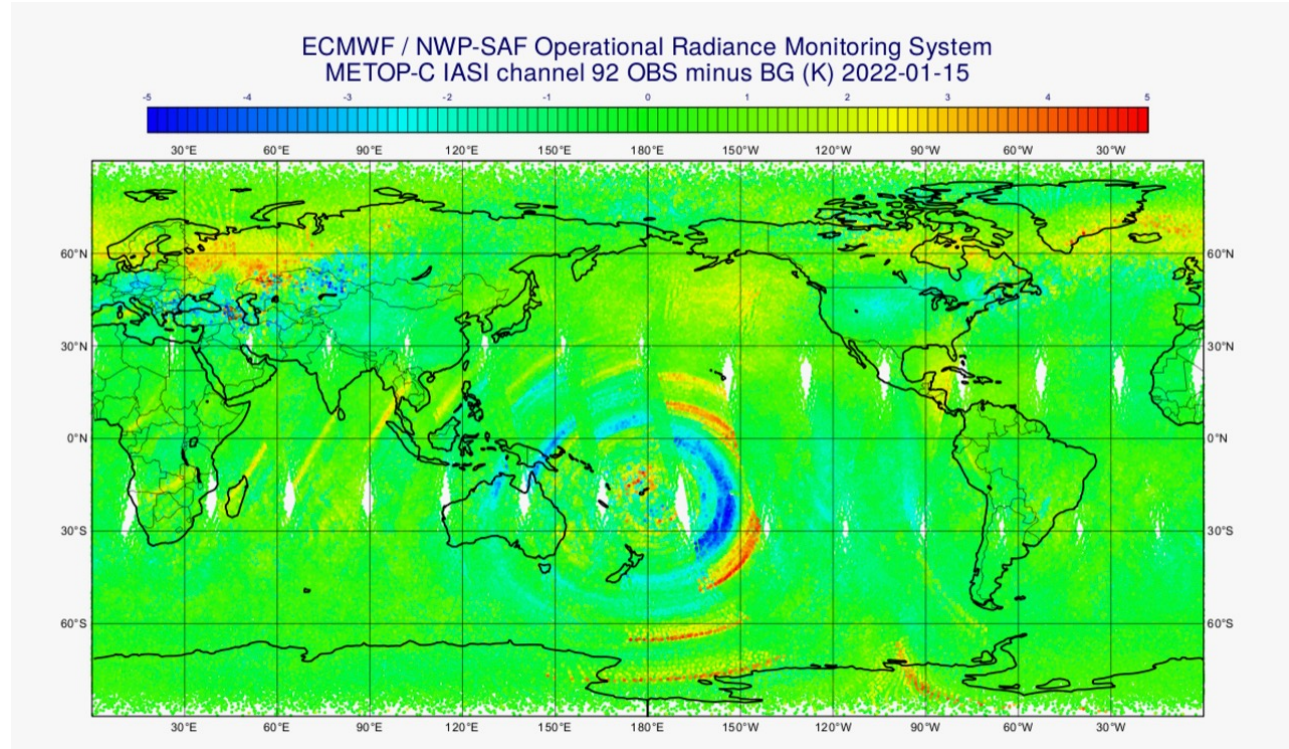 ECMWF / NWP-SAF Operational Radiance Monitoring System
METOP-C IASI channel 92 OBS minus BG (K) 2022-01-15
-5 -4 -3 -2 -1 0 1 2 3 4 5
30°E 60°E 90°E 120°E 150°E 180°E 150°W 120°W 90°W 60°W 30°W
60°N 60°N
30°N 30°N
0°N 0°N
30°S 30°S
60°S 60°S
30°E 60°E 90°E 120°E 150°E 180°E 150°W 120°W 90°W 60°W 30°W